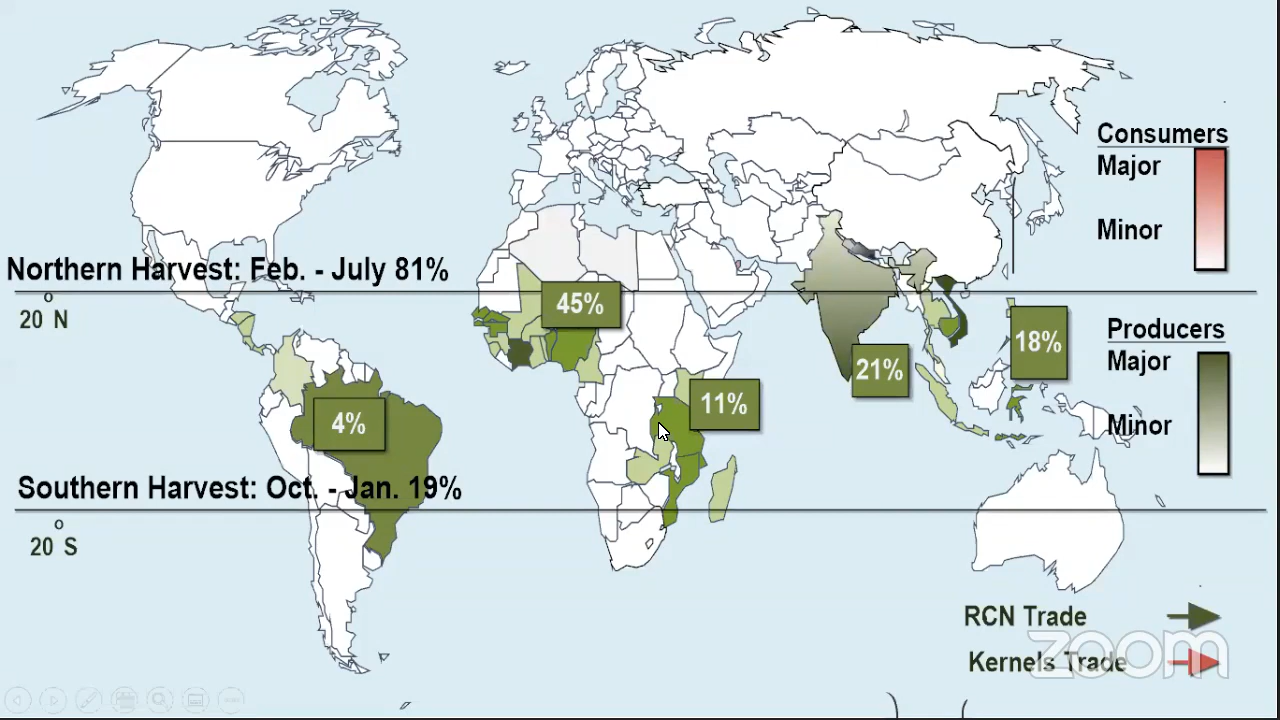 Consumers
Major
Minor
Northern Harvest: Feb. - July 81%
20 N
45%
18%
21%
Producers
Major
Minor
11%
4%
Southern Harvest: Oct. - Jan. 19%
20 S
RCN Trade
Kernels Trade
zoom